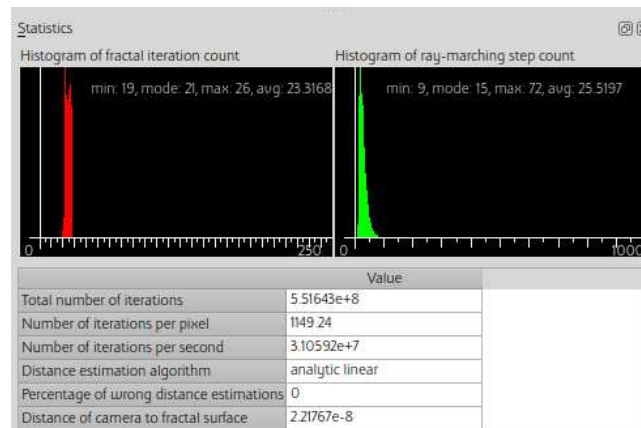 Statistics
Histogram of fractal iteration count
Histogram of ray-marching step count
min: 19, mode: 21, max: 26, avg: 23.3168
min: 9, mode: 15, max: 72, avg: 25.5197
0 250
0 1000
Value
Total number of iterations 5.51643e+8
Number of iterations per pixel 1149.24
Number of iterations per second 3.10592e+7
Distance estimation algorithm analytic linear
Percentage of wrong distance estimations 0
Distance of camera to fractal surface 2.21767e-8